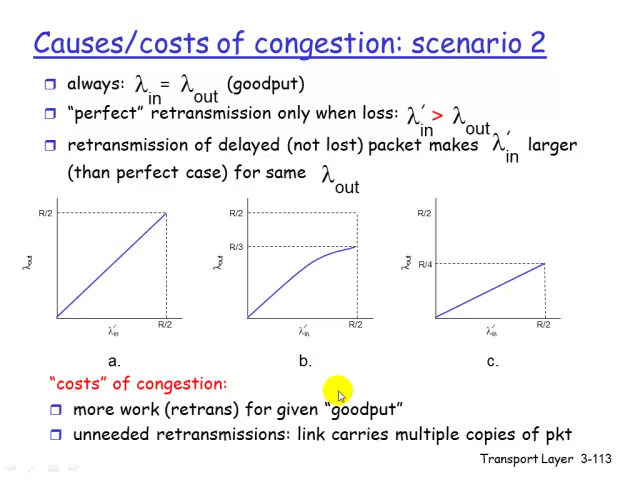 Causes/costs of congestion: scenario 2
always: λin = λout (goodput)
“perfect” retransmission only when loss: λ′in > λout
retransmission of delayed (not lost) packet makes λ′in larger
(than perfect case) for same λout
R/2
λout
λ′in
R/2
a.
R/2
R/3
λout
λ′in
R/2
b.
R/2
R/4
λout
λ′in
R/2
c.
“costs” of congestion:
more work (retrans) for given “goodput”
unneeded retransmissions: link carries multiple copies of pkt
Transport Layer 3-113